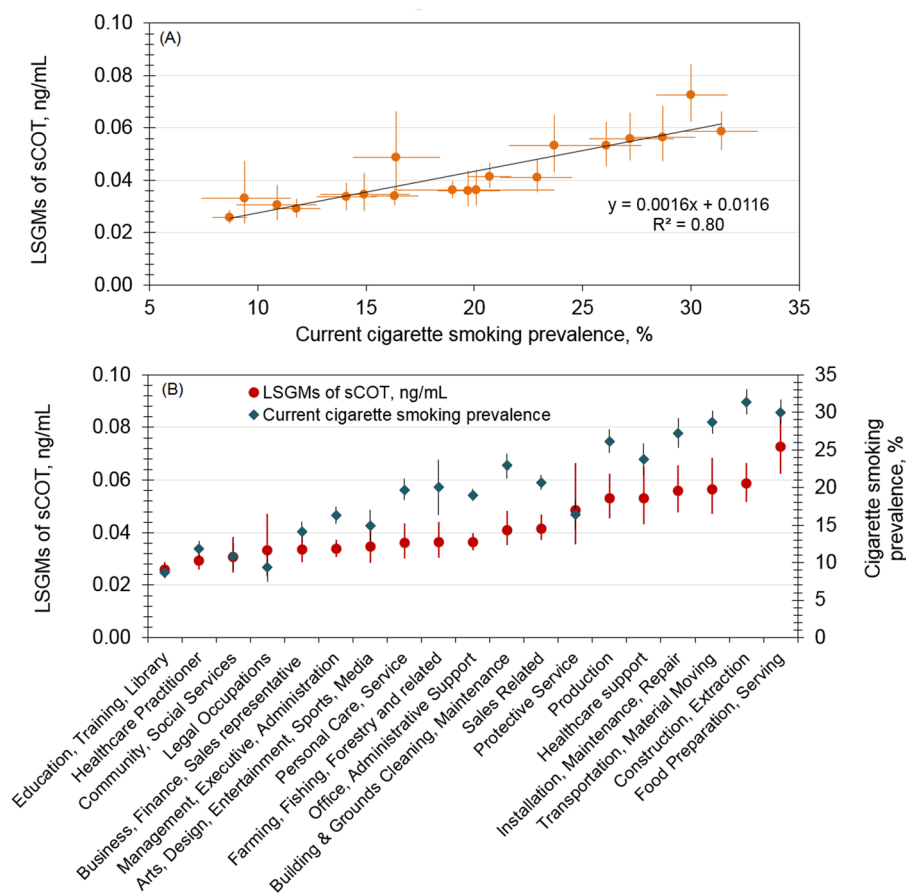 (A)
0.10
0.08
0.06
0.04
0.02
0.00
LSGMs of sCOT, ng/mL
y = 0.0016x + 0.0116
R² = 0.80
5
10
15
20
25
30
35
Current cigarette smoking prevalence, %
(B)
LSGMs of sCOT, ng/mL
Current cigarette smoking prevalence
0.10
0.08
0.06
0.04
0.02
0.00
LSGMs of sCOT, ng/mL
35
30
25
20
15
10
5
0
Cigarette smoking
prevalence, %
Education, Training, Library
Healthcare Practitioner
Community, Social Services
Legal Occupations
Business, Finance, Sales representative
Management, Executive, Administration
Arts, Design, Entertainment, Sports, Media
Personal Care, Service
Farming, Fishing, Forestry and related
Office, Administrative Support
Building & Grounds Cleaning, Maintenance
Sales Related
Protective Service
Production
Healthcare support
Installation, Maintenance, Repair
Transportation, Material Moving
Construction, Extraction
Food Preparation, Serving